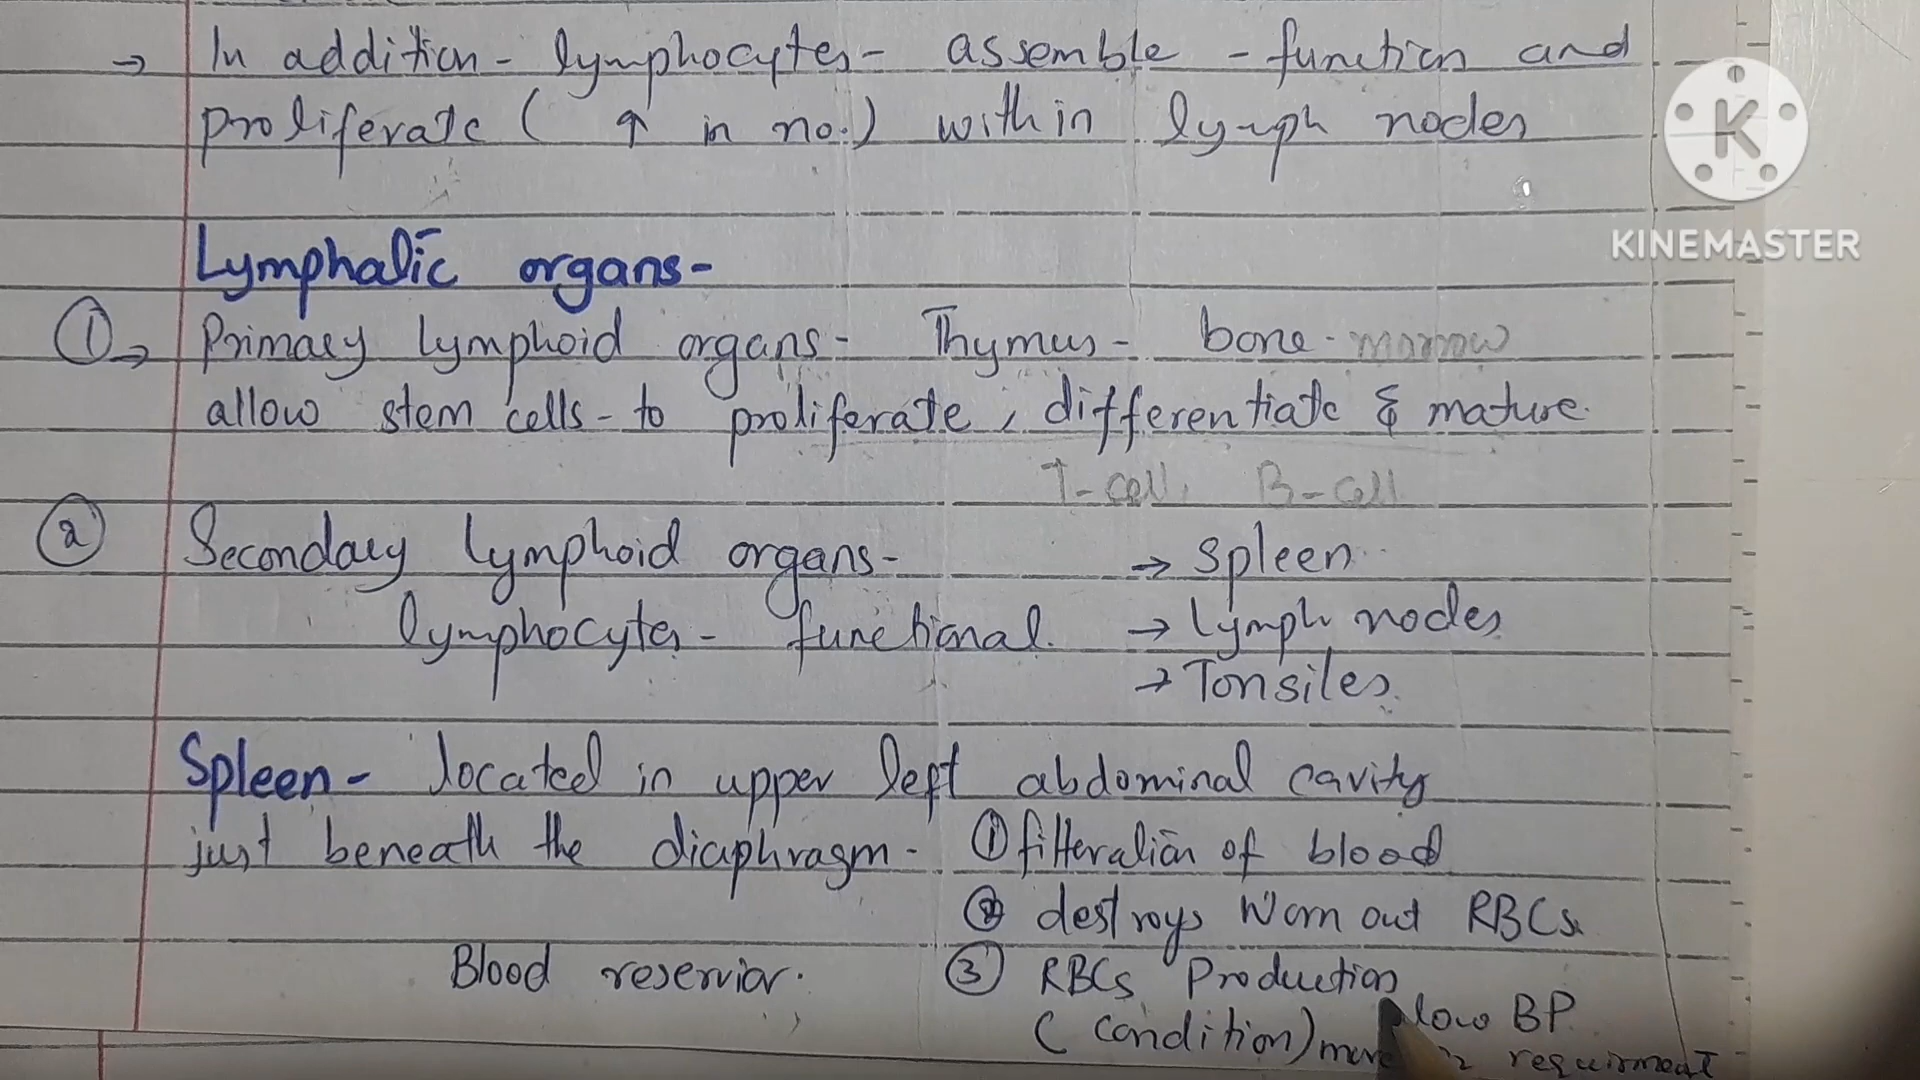 → In addition - lymphocytes - assemble - function and
proliferate ( ↑ in no.) within lymph nodes
K
KINEMASTER
Lymphatic organs-
① → Primary lymphoid organs - Thymus - bone - marrow
allow stem cells - to proliferate, differentiate & mature.
T-cell, B-cell
② Secondary lymphoid organs- → Spleen
lymphocytes - functional. → Lymph nodes
→ Tonsiles.
Spleen - located in upper left abdominal cavity
just beneath the diaphragm - ① filteration of blood
② destroys worn out RBCs
Blood reservior. ③ RBCs Production
(condition) low BP
requirment